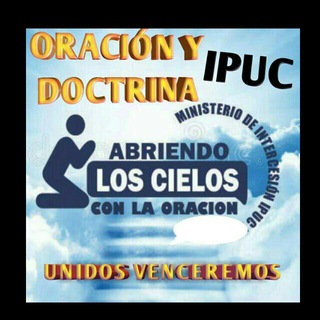 ORACIÓN Y
IPUC
DOCTRINA
MINISTERIO DE INTERCESIÓN IPUC
ABRIENDO
LOS CIELOS
CON LA ORACION
UNIDOS VENCEREMOS